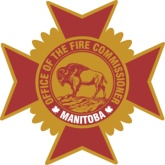 OFFICE OF THE FIRE COMMISSIONER
MANITOBA